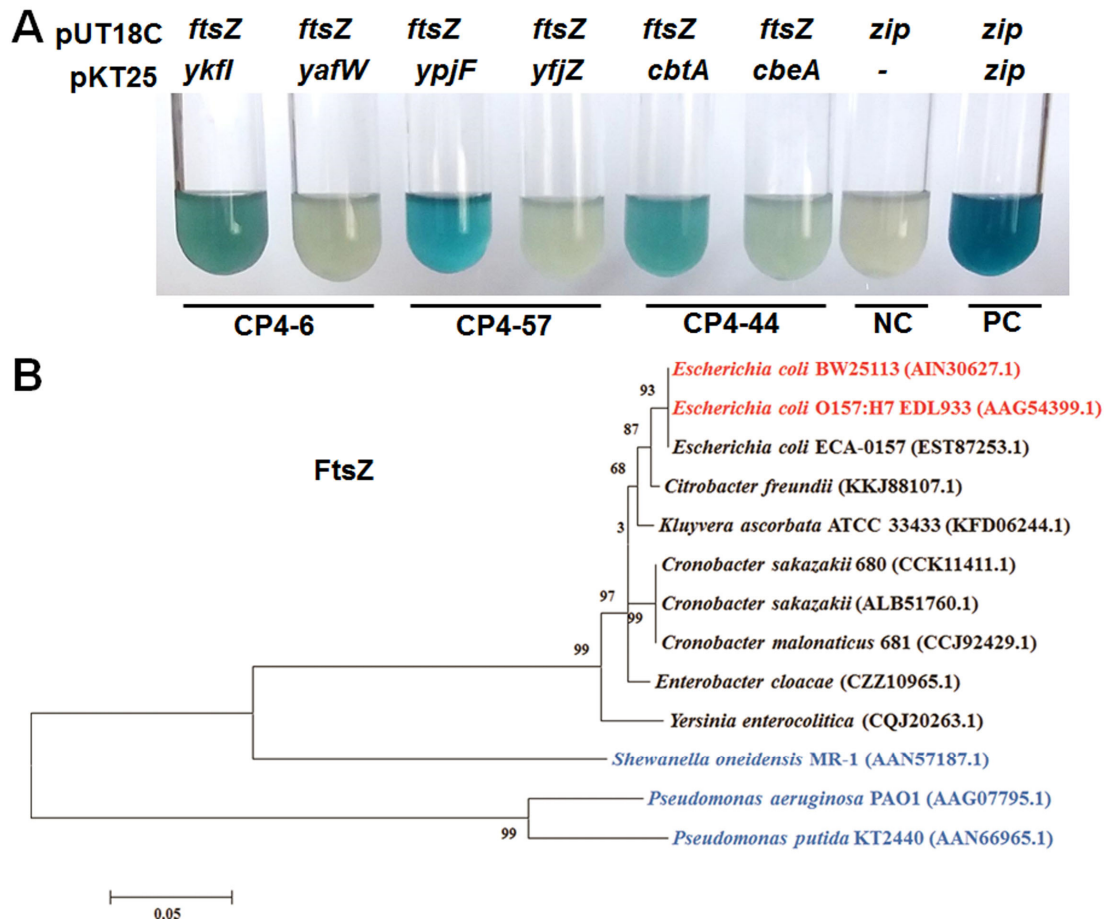 A
pUT18C ftsZ ftsZ ftsZ ftsZ ftsZ ftsZ zip zip
pKT25 ykfI yafW ypjF yfjZ cbtA cbeA - zip
CP4-6 CP4-57 CP4-44 NC PC
B
FtsZ
Escherichia coli BW25113 (AIN30627.1)
93
Escherichia coli O157:H7 EDL933 (AAG54399.1)
87
Escherichia coli ECA-0157 (EST87253.1)
68
Citrobacter freundii (KKJ88107.1)
3
Kluyvera ascorbata ATCC 33433 (KFD06244.1)
Cronobacter sakazakii 680 (CCK11411.1)
97
Cronobacter sakazakii (ALB51760.1)
99
Cronobacter malonaticus 681 (CCJ92429.1)
99
Enterobacter cloacae (CZZ10965.1)
Yersinia enterocolitica (CQJ20263.1)
Shewanella oneidensis MR-1 (AAN57187.1)
Pseudomonas aeruginosa PAO1 (AAG07795.1)
99
Pseudomonas putida KT2440 (AAN66965.1)
0.05